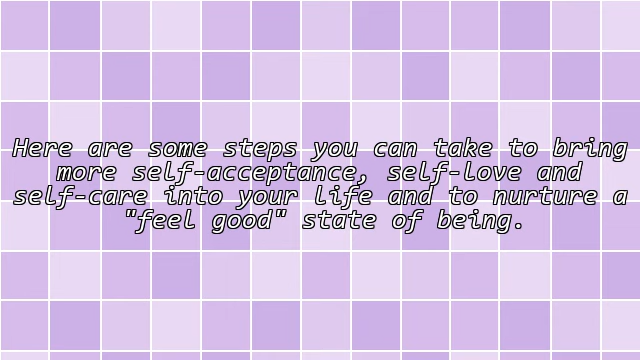 Here are some steps you can take to bring
more self-acceptance, self-love and
self-care into your life and to nurture a
"feel good" state of being.